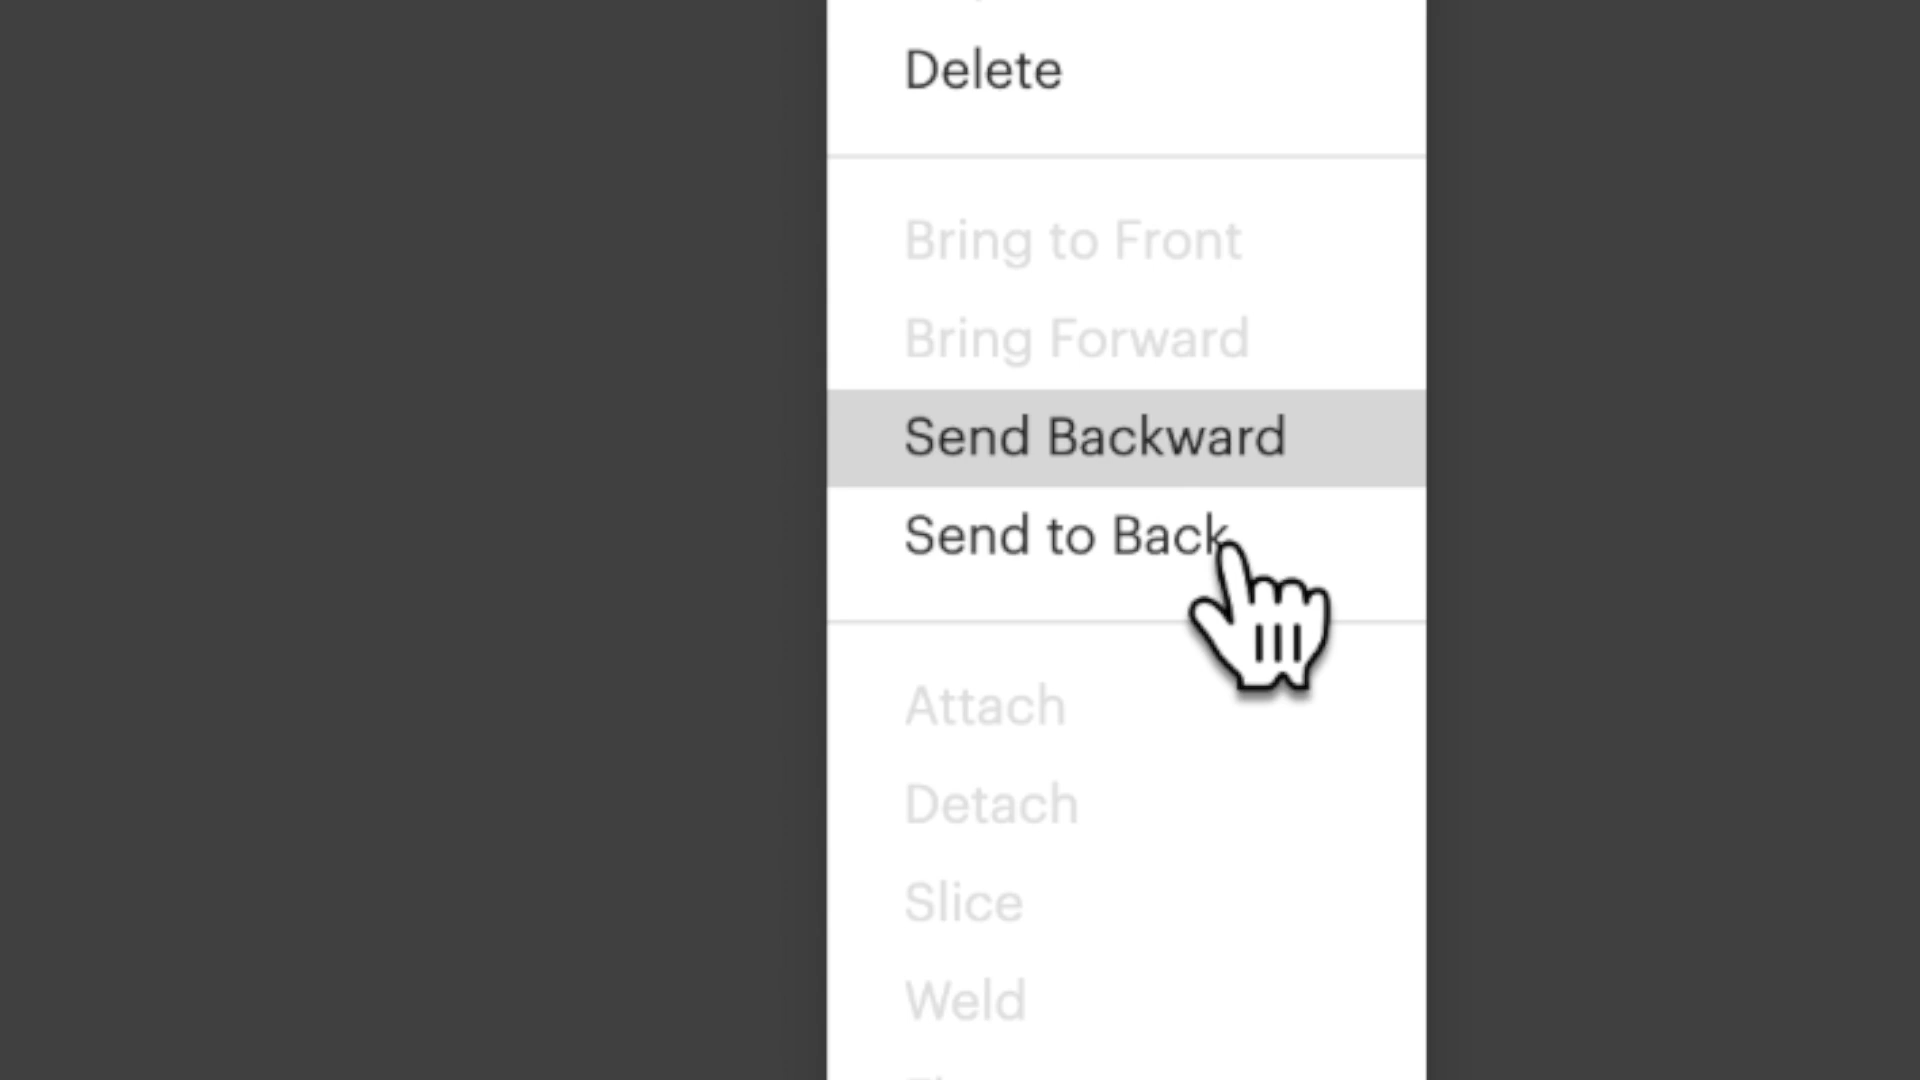 Delete
Bring to Front
Bring Forward
Send Backward
Send to Back
Attach
Detach
Slice
Weld